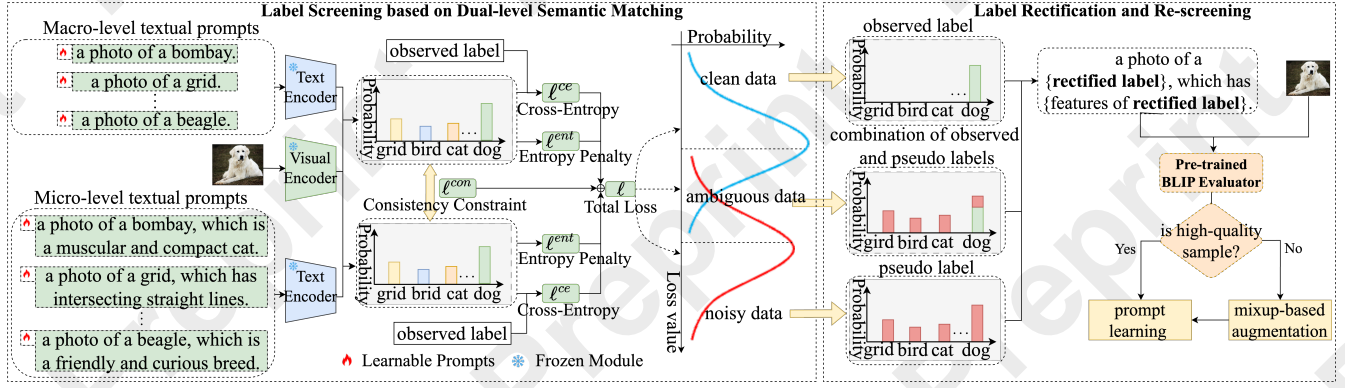 Label Screening based on Dual-level Semantic Matching
Macro-level textual prompts
a photo of a bombay.
a photo of a grid.
a photo of a beagle.
Text
Encoder
Visual
Encoder
Micro-level textual prompts
a photo of a bombay, which is
a muscular and compact cat.
a photo of a grid, which has
intersecting straight lines.
a photo of a beagle, which is
a friendly and curious breed.
Text
Encoder
observed label
Probability
grid bird cat dog
ℓce
Cross-Entropy
ℓent
Entropy Penalty
ℓcon
Consistency Constraint
ℓ
Total Loss
Probability
grid brid cat dog
ℓent
Entropy Penalty
ℓce
Cross-Entropy
observed label
Learnable Prompts
Frozen Module
Probability
clean data
ambiguous data
noisy data
Loss value
Label Rectification and Re-screening
observed label
Probability
grid bird cat dog
combination of observed
and pseudo labels
Probability
grid bird cat dog
pseudo label
Probability
grid bird cat dog
a photo of a
{rectified label}, which has
{features of rectified label}.
Pre-trained
BLIP Evaluator
is high-quality
sample?
Yes
No
prompt
learning
mixup-based
augmentation
Preprint